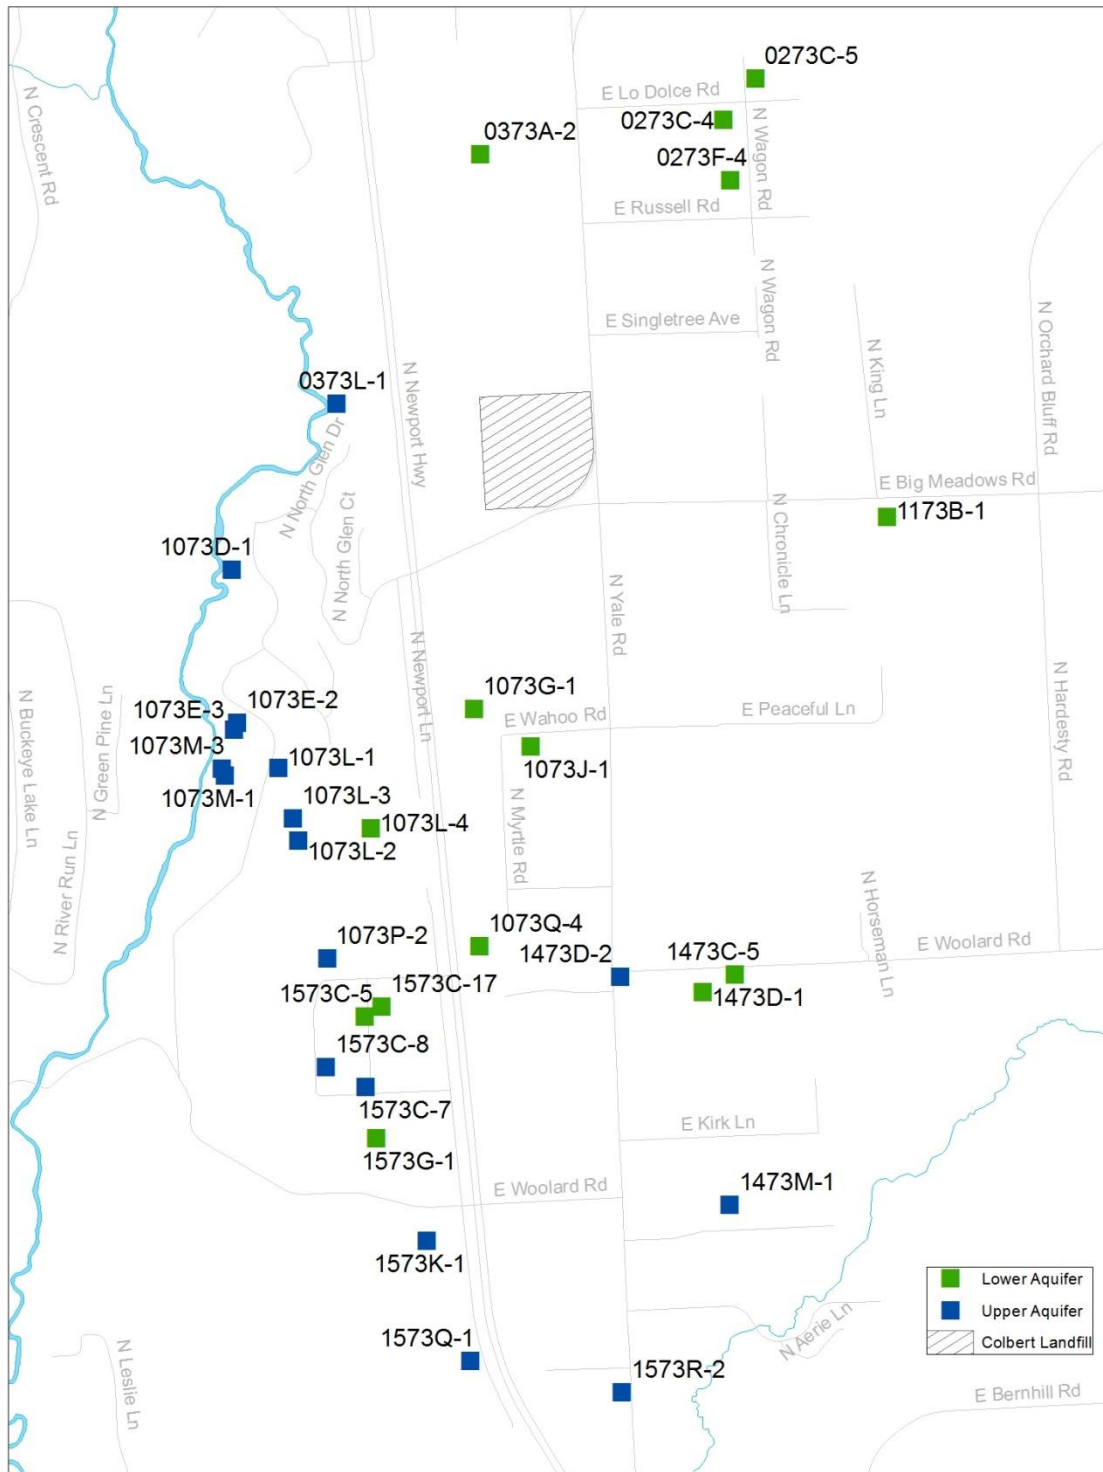 0273C-5
E Lo Dolce Rd
N Crescent Rd
0273C-4
N Wagon Rd
0373A-2
0273F-4
E Russell Rd
N Wagon Rd
E Singletree Ave
N Orchard Bluff Rd
N King Ln
0373L-1
N Newport Hwy
N North Glen Dr
E Big Meadows Rd
1173B-1
N North Glen Ct
N Chronicle Ln
1073D-1
N Yale Rd
N Newport Ln
N Hardesty Rd
1073G-1
1073E-2
1073E-3
E Wahoo Rd
E Peaceful Ln
N Green Pine Ln
N Buckeye Lake Ln
1073M-3
1073L-1
1073J-1
1073M-1
1073L-3
N Myrtle Rd
1073L-4
1073L-2
N River Run Ln
N Horseman Ln
1073Q-4
1073P-2
1473D-2
1473C-5
E Woolard Rd
1573C-17
1573C-5
1473D-1
1573C-8
1573C-7
E Kirk Ln
1573G-1
E Woolard Rd
1473M-1
1573K-1
Lower Aquifer
Upper Aquifer
Colbert Landfill
N Aerie Ln
1573Q-1
N Leslie Ln
1573R-2
E Bernhill Rd